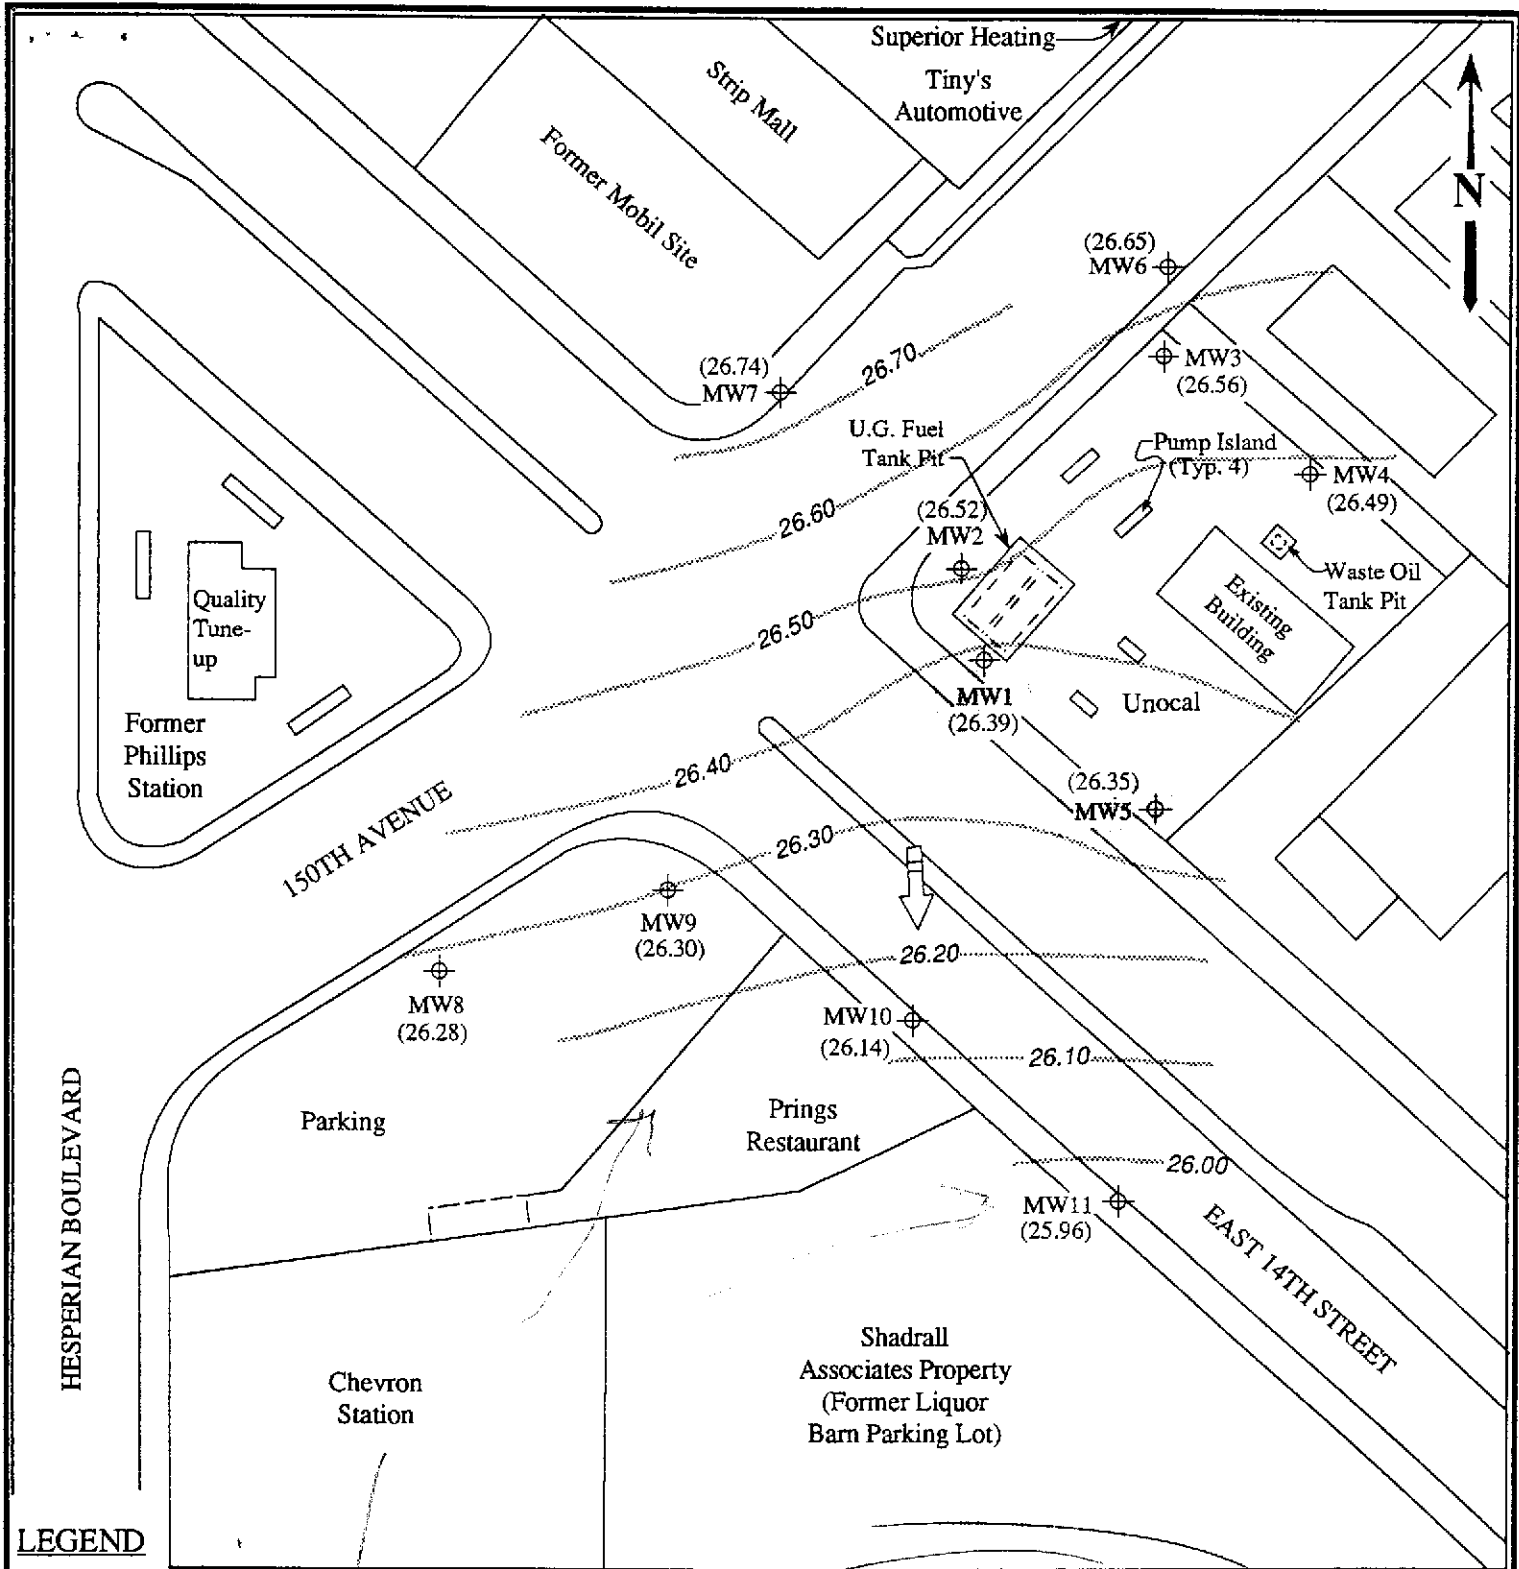 Superior Heating
Tiny's
Automotive
Strip Mall
Former Mobil Site
N
(26.65)
MW6
(26.74)
MW7
26.70
MW3
(26.56)
U.G. Fuel
Tank Pit
Pump Island
(Typ. 4)
MW4
(26.49)
26.60
(26.52)
MW2
Waste Oil
Tank Pit
Existing
Building
Quality
Tune-
up
26.50
MW1
(26.39)
Unocal
Former
Phillips
Station
26.40
(26.35)
MW5
150TH AVENUE
26.30
MW9
(26.30)
26.20
MW8
(26.28)
MW10
(26.14)
26.10
HESPERIAN BOULEVARD
Parking
Prings
Restaurant
26.00
MW11
(25.96)
EAST 14TH STREET
Shadrall
Associates Property
(Former Liquor
Barn Parking Lot)
Chevron
Station
LEGEND